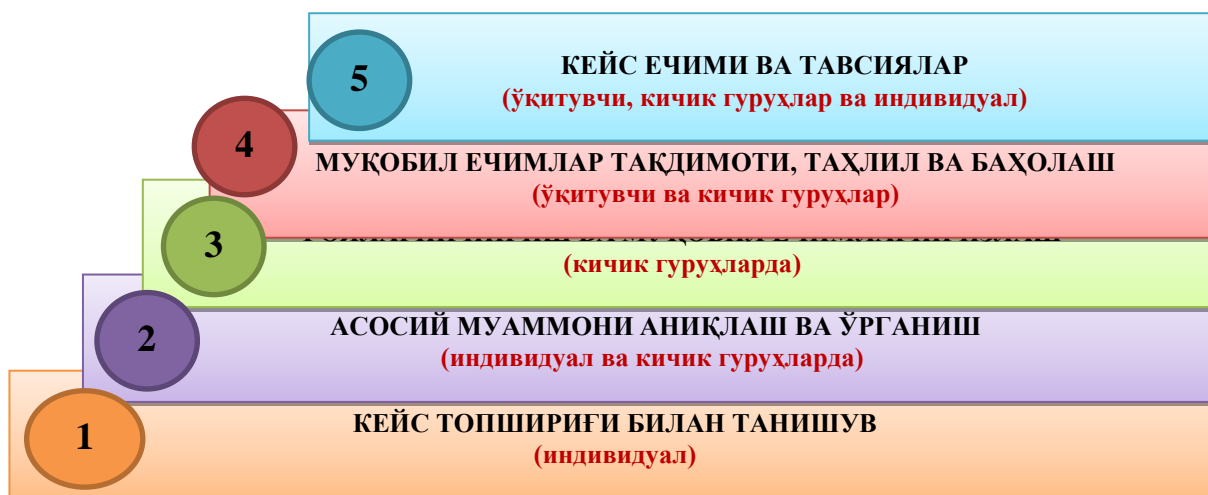 5
КЕЙС ЕЧИМИ ВА ТАВСИЯЛАР
(ўқитувчи, кичик гуруҳлар ва индивидуал)
4
МУҚОБИЛ ЕЧИМЛАР ТАҚДИМОТИ, ТАҲЛИЛ ВА БАҲОЛАШ
(ўқитувчи ва кичик гуруҳлар)
3
(кичик гуруҳларда)
2
АСОСИЙ МУАММОНИ АНИҚЛАШ ВА ЎРГАНИШ
(индивидуал ва кичик гуруҳларда)
1
КЕЙС ТОПШИРИҒИ БИЛАН ТАНИШУВ
(индивидуал)